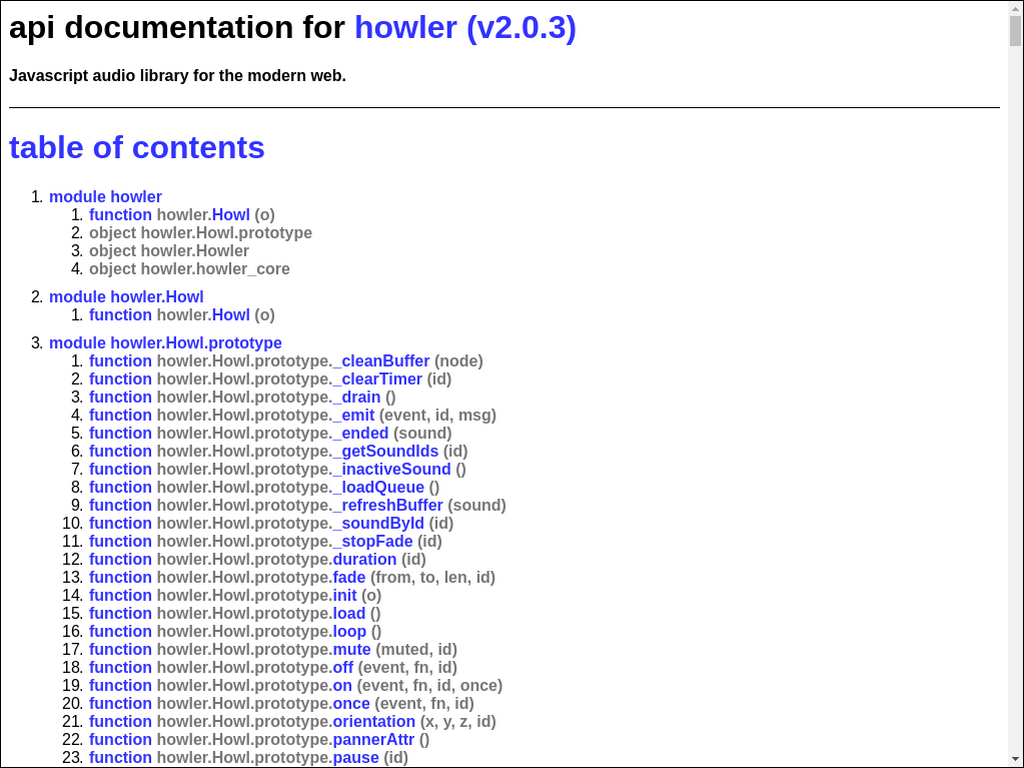 api documentation for howler (v2.0.3)
Javascript audio library for the modern web.
table of contents
1. module howler
1. function howler.Howl (o)
2. object howler.Howl.prototype
3. object howler.Howler
4. object howler.howler_core
2. module howler.Howl
1. function howler.Howl (o)
3. module howler.Howl.prototype
1. function howler.Howl.prototype._cleanBuffer (node)
2. function howler.Howl.prototype._clearTimer (id)
3. function howler.Howl.prototype._drain ()
4. function howler.Howl.prototype._emit (event, id, msg)
5. function howler.Howl.prototype._ended (sound)
6. function howler.Howl.prototype._getSoundIds (id)
7. function howler.Howl.prototype._inactiveSound ()
8. function howler.Howl.prototype._loadQueue ()
9. function howler.Howl.prototype._refreshBuffer (sound)
10. function howler.Howl.prototype._soundById (id)
11. function howler.Howl.prototype._stopFade (id)
12. function howler.Howl.prototype.duration (id)
13. function howler.Howl.prototype.fade (from, to, len, id)
14. function howler.Howl.prototype.init (o)
15. function howler.Howl.prototype.load ()
16. function howler.Howl.prototype.loop ()
17. function howler.Howl.prototype.mute (muted, id)
18. function howler.Howl.prototype.off (event, fn, id)
19. function howler.Howl.prototype.on (event, fn, id, once)
20. function howler.Howl.prototype.once (event, fn, id)
21. function howler.Howl.prototype.orientation (x, y, z, id)
22. function howler.Howl.prototype.pannerAttr ()
23. function howler.Howl.prototype.pause (id)